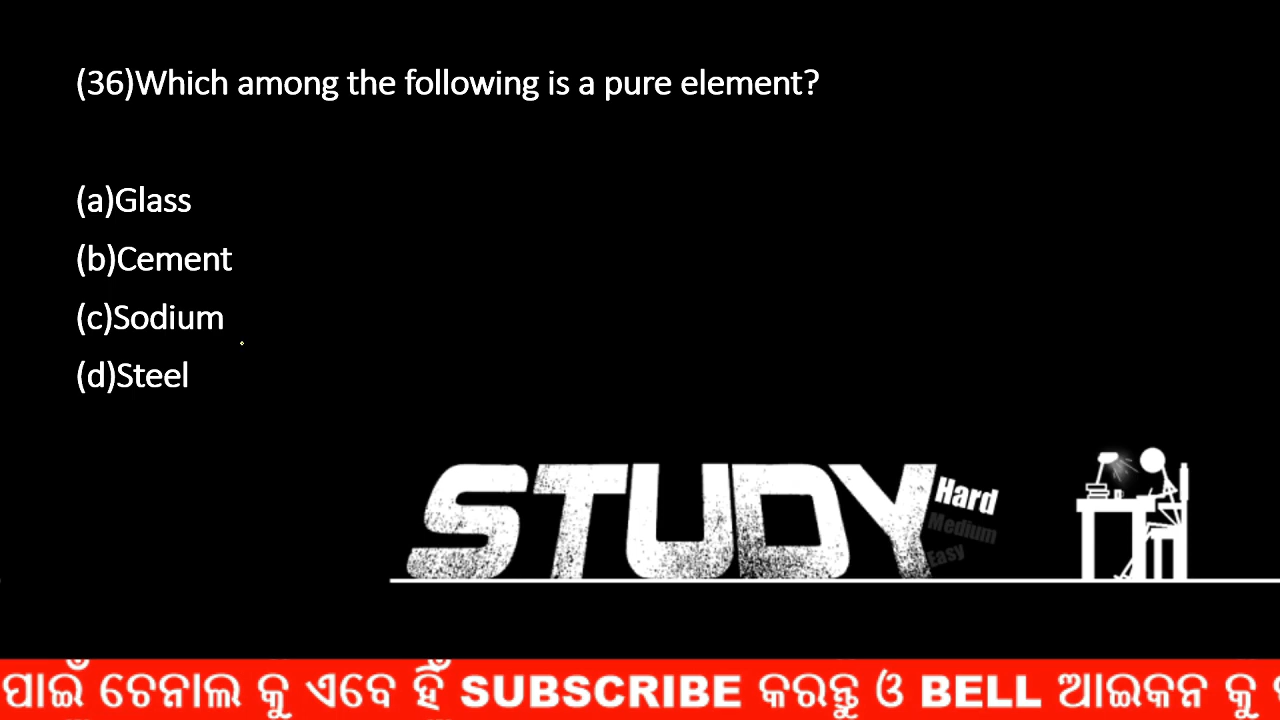 (36)Which among the following is a pure element?
(a)Glass
(b)Cement
(c)Sodium
(d)Steel
STUDY
Hard
Medium
Easy
ପାଇଁ ଚେନାଲ କୁ ଏବେ ହିଁ SUBSCRIBE କରନ୍ତୁ ଓ BELL ଆଇକନ କୁ